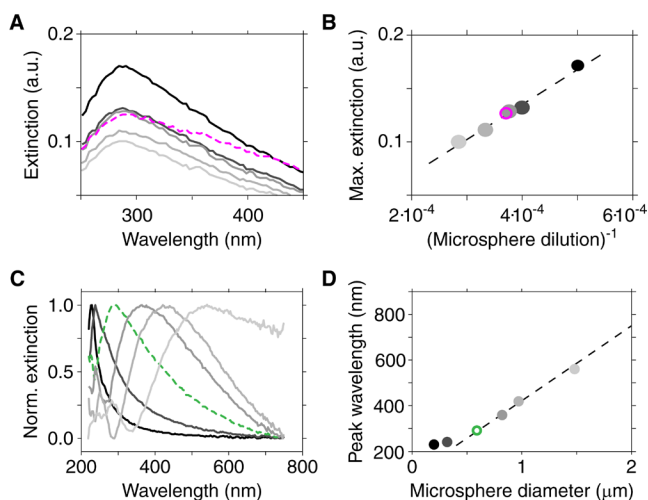 A
0.2
0.1
Extinction (a.u.)
300
400
Wavelength (nm)
B
0.2
0.1
Max. extinction (a.u.)
2·10⁻⁴
4·10⁻⁴
6·10⁻⁴
(Microsphere dilution)⁻¹
C
1.0
0.5
0.0
Norm. extinction
200
400
600
800
Wavelength (nm)
D
800
600
400
200
Peak wavelength (nm)
0
1
2
Microsphere diameter (μm)